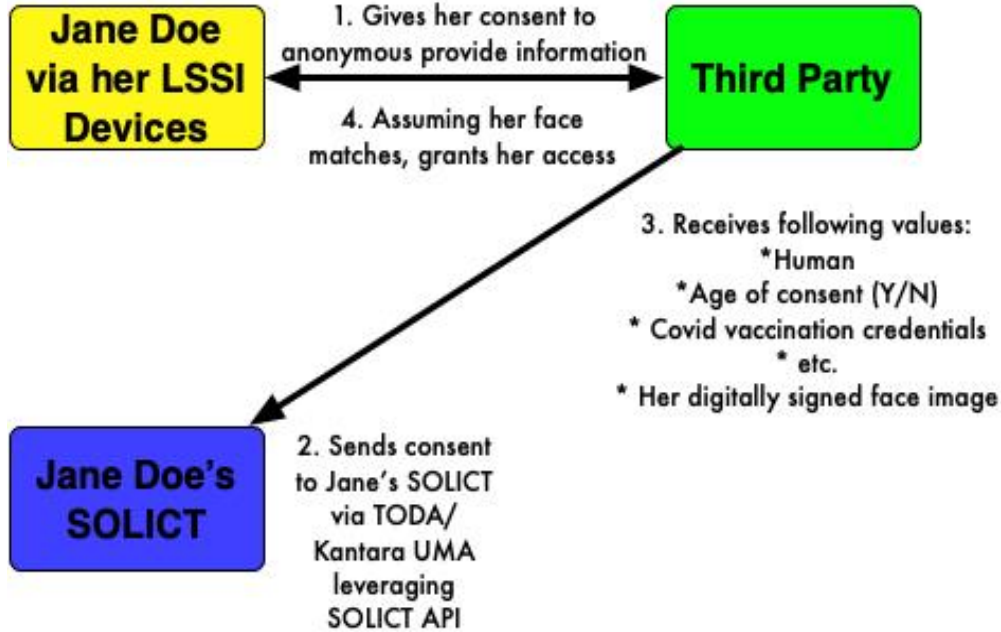 Jane Doe
via her LSSI
Devices
1. Gives her consent to
anonymous provide information
4. Assuming her face
matches, grants her access
Third Party
3. Receives following values:
*Human
*Age of consent (Y/N)
* Covid vaccination credentials
* etc.
* Her digitally signed face image
Jane Doe's
SOLICT
2. Sends consent
to Jane's SOLICT
via TODA/
Kantara UMA
leveraging
SOLICT API